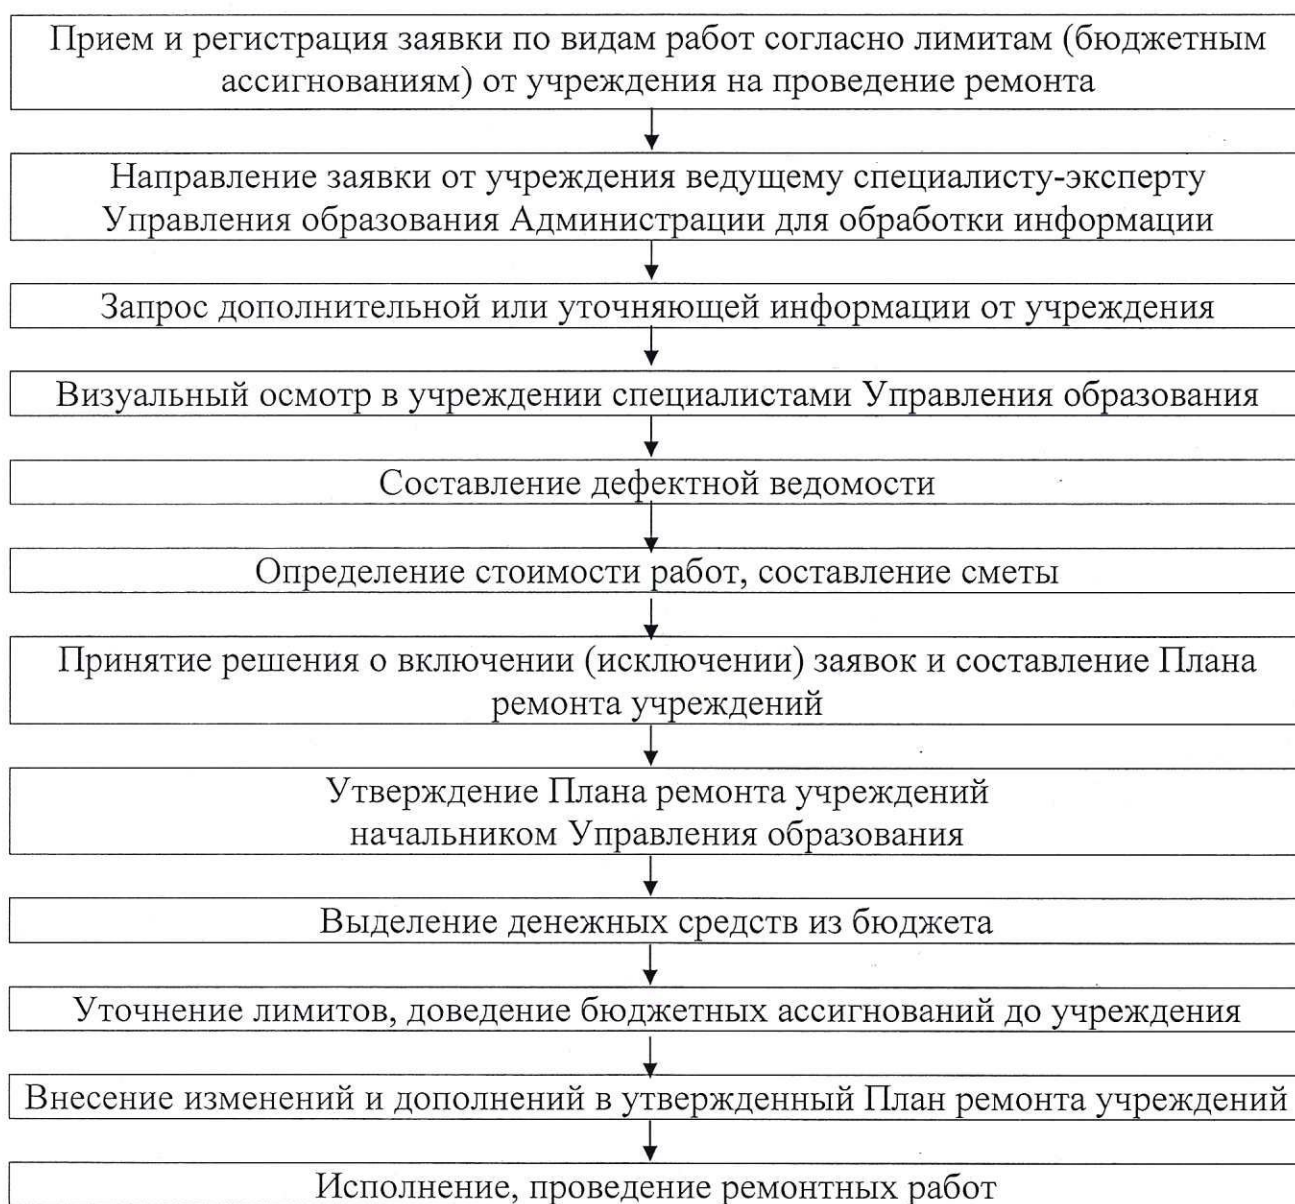 Прием и регистрация заявки по видам работ согласно лимитам (бюджетным
ассигнованиям) от учреждения на проведение ремонта
Направление заявки от учреждения ведущему специалисту-эксперту
Управления образования Администрации для обработки информации
Запрос дополнительной или уточняющей информации от учреждения
Визуальный осмотр в учреждении специалистами Управления образования
Составление дефектной ведомости
Определение стоимости работ, составление сметы
Принятие решения о включении (исключении) заявок и составление Плана
ремонта учреждений
Утверждение Плана ремонта учреждений
начальником Управления образования
Выделение денежных средств из бюджета
Уточнение лимитов, доведение бюджетных ассигнований до учреждения
Внесение изменений и дополнений в утвержденный План ремонта учреждений
Исполнение, проведение ремонтных работ